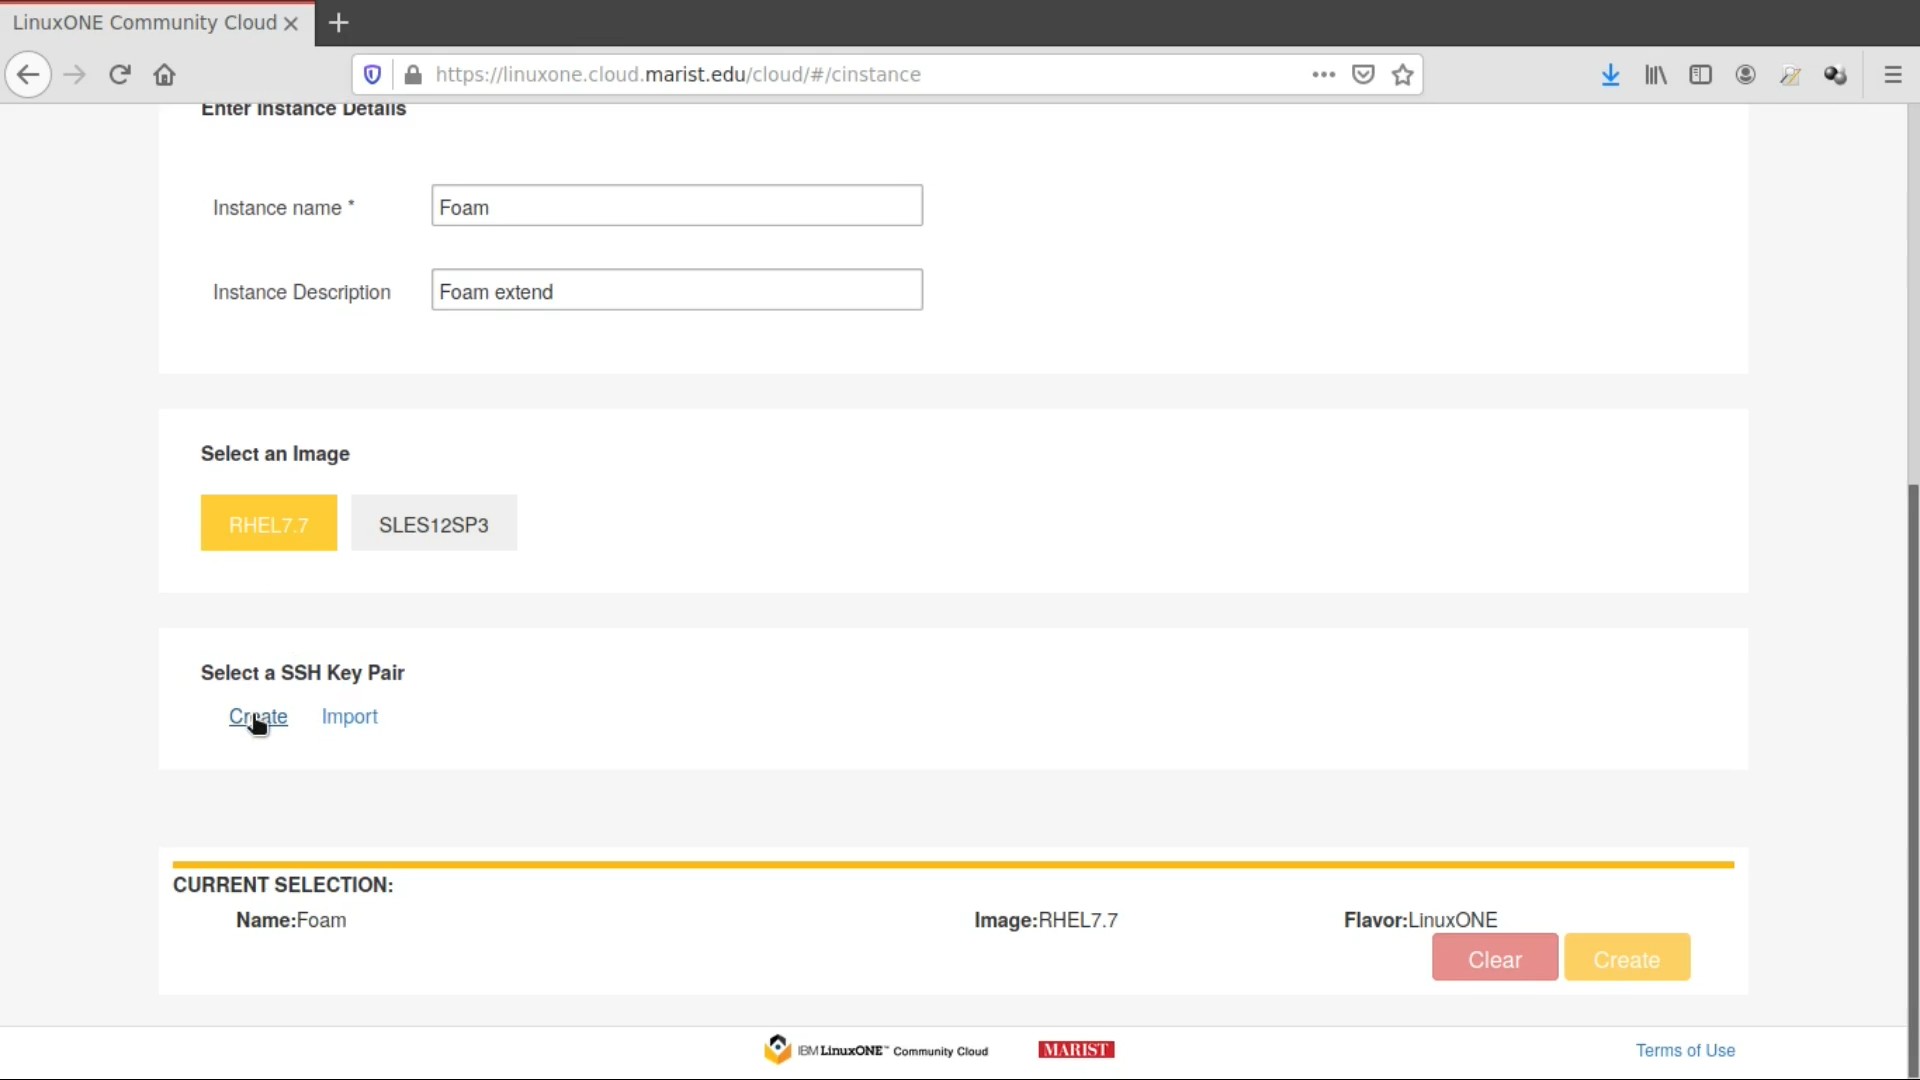 LinuxONE Community Cloud
https://linuxone.cloud.marist.edu/cloud/#/cinstance
Enter Instance Details
Instance name * Foam
Instance Description Foam extend
Select an Image
RHEL7.7 SLES12SP3
Select a SSH Key Pair
Create Import
CURRENT SELECTION:
Name:Foam Image:RHEL7.7 Flavor:LinuxONE
Clear Create
IBM LinuxONE™ Community Cloud MARIST Terms of Use